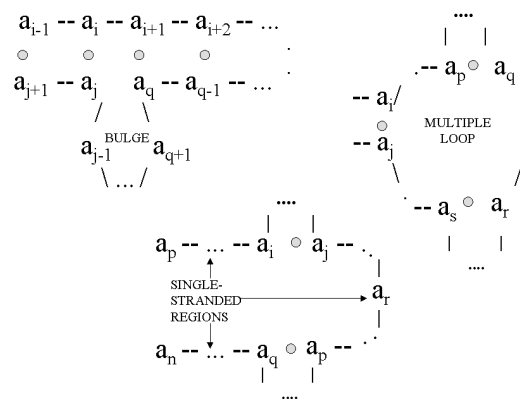 a_{i-1} -- a_i -- a_{i+1} -- a_{i+2} -- ...
a_{j+1} -- a_j a_q -- a_{q-1} -- ...
a_{j-1} BULGE a_{q+1}
...
....
-- a_p a_q
-- a_i
MULTIPLE
LOOP
-- a_j
-- a_s a_r
....
....
a_p -- ... -- a_i a_j -- .
SINGLE-
STRANDED
REGIONS
a_r
a_n -- ... -- a_q a_p -- .
....